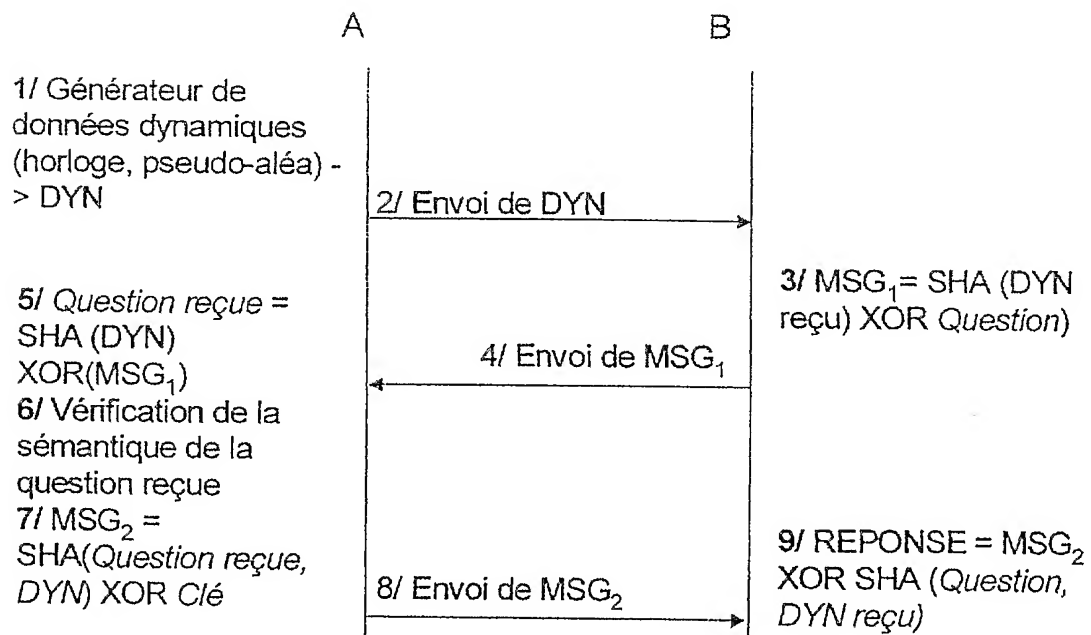 A
B
1/ Générateur de
données dynamiques
(horloge, pseudo-aléa) -
> DYN
2/ Envoi de DYN
3/ MSG₁= SHA (DYN
reçu) XOR Question)
4/ Envoi de MSG₁
5/ Question reçue =
SHA (DYN)
XOR(MSG₁)
6/ Vérification de la
sémantique de la
question reçue
7/ MSG₂ =
SHA(Question reçue,
DYN) XOR Clé
8/ Envoi de MSG₂
9/ REPONSE = MSG₂
XOR SHA (Question,
DYN reçu)